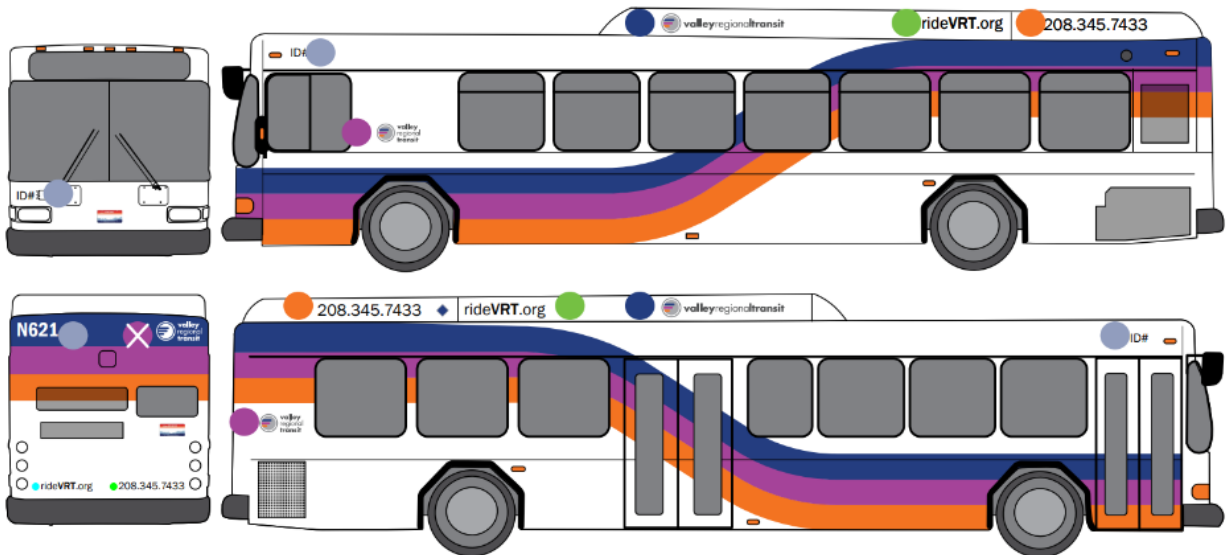 valleyregionaltransit
rideVRT.org
208.345.7433
ID#
valley
regional
transit
ID#
208.345.7433
rideVRT.org
valleyregionaltransit
N621
valley
regional
transit
ID#
valley
regional
transit
rideVRT.org
208.345.7433